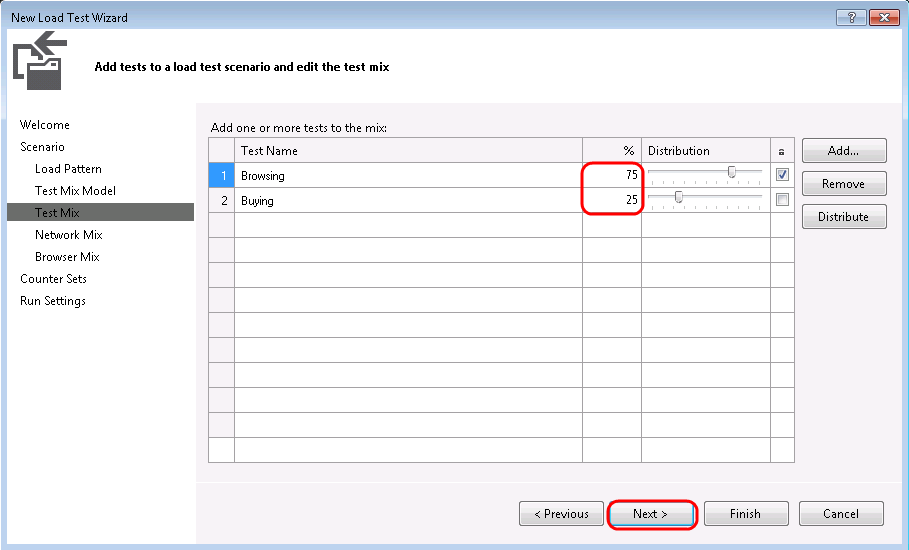 New Load Test Wizard
?
Add tests to a load test scenario and edit the test mix
Welcome
Scenario
Load Pattern
Test Mix Model
Test Mix
Network Mix
Browser Mix
Counter Sets
Run Settings
Add one or more tests to the mix:
Test Name % Distribution
1 Browsing 75
2 Buying 25
Add...
Remove
Distribute
< Previous Next > Finish Cancel